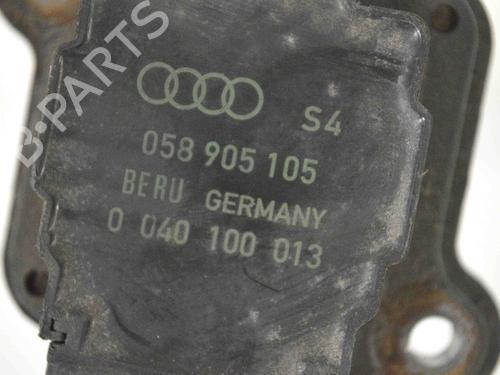 B-PARTS
S4
058 905 105
BERU GERMANY
0 040 100 013